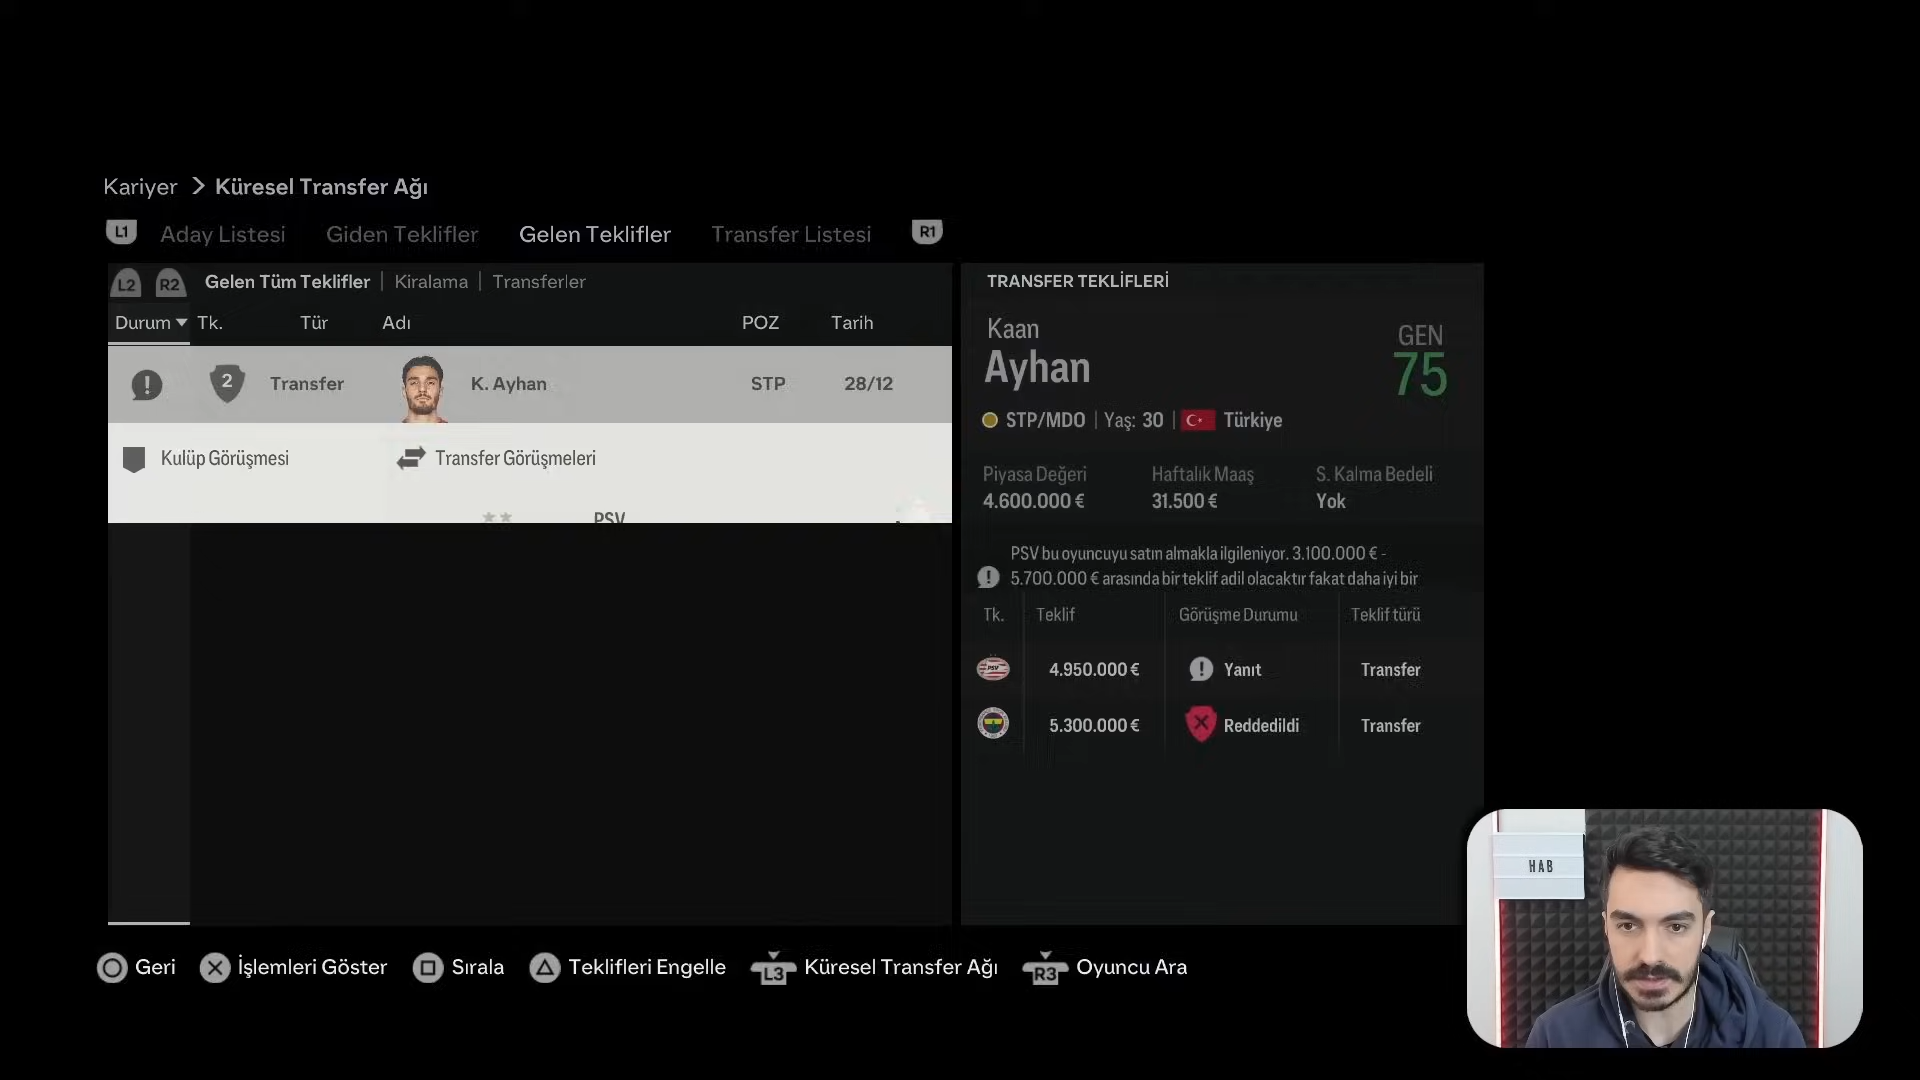 Kariyer > Küresel Transfer Ağı
L1 Aday Listesi Giden Teklifler Gelen Teklifler Transfer Listesi R1
L2 R2 Gelen Tüm Teklifler | Kiralama | Transferler
Durum Tk. Tür Adı POZ Tarih
2 Transfer K. Ayhan STP 28/12
Kulüp Görüşmesi Transfer Görüşmeleri
PSV
TRANSFER TEKLİFLERİ
Kaan
Ayhan
GEN
75
STP/MDO | Yaş: 30 | Türkiye
Piyasa Değeri Haftalık Maaş S. Kalma Bedeli
4.600.000 € 31.500 € Yok
PSV bu oyuncuyu satın almakla ilgileniyor. 3.100.000 € -
5.700.000 € arasında bir teklif adil olacaktır fakat daha iyi bir
Tk. Teklif Görüşme Durumu Teklif türü
PSV 4.950.000 € Yanıt Transfer
5.300.000 € Reddedildi Transfer
Geri İşlemleri Göster Sırala Teklifleri Engelle L3 Küresel Transfer Ağı R3 Oyuncu Ara
HAB